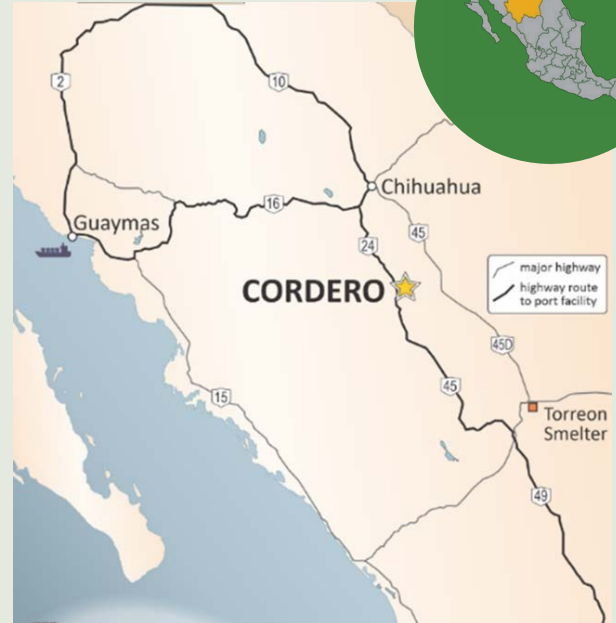 2
10
Chihuahua
16
Guaymas
24
45
CORDERO
major highway
highway route
to port facility
45D
15
45
Torreon
Smelter
49